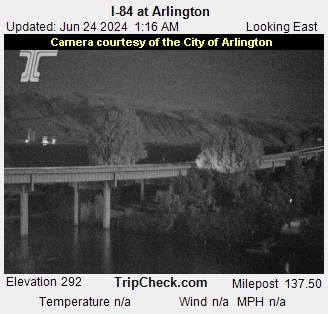 I-84 at Arlington
Updated: Jun 24 2024 1:16 AM Looking East
Camera courtesy of the City of Arlington
Elevation 292 TripCheck.com Milepost 137.50
Temperature n/a Wind n/a MPH n/a